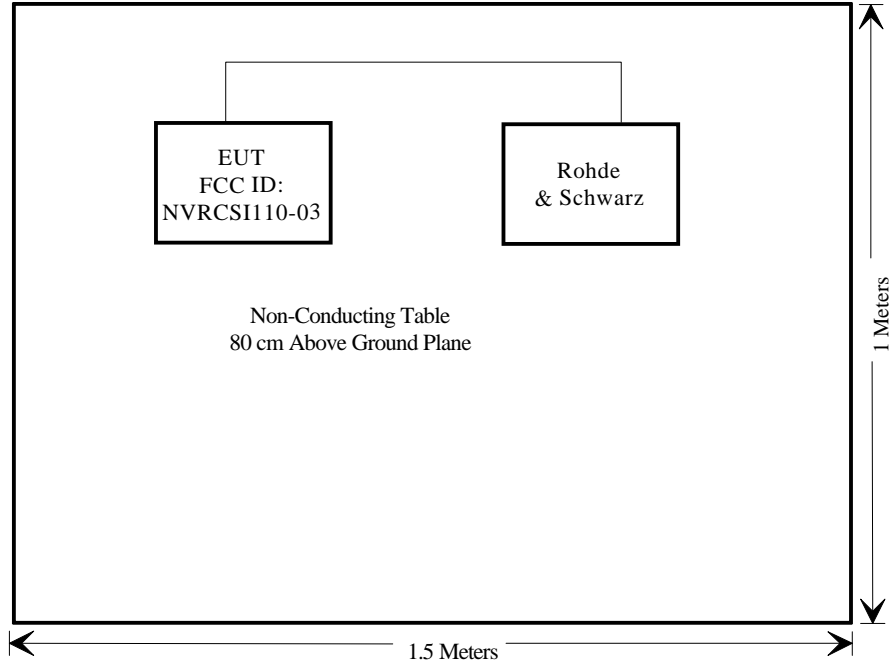 EUT
FCC ID:
NVRCSI110-03
Rohde
& Schwarz
Non-Conducting Table
80 cm Above Ground Plane
1 Meters
1.5 Meters